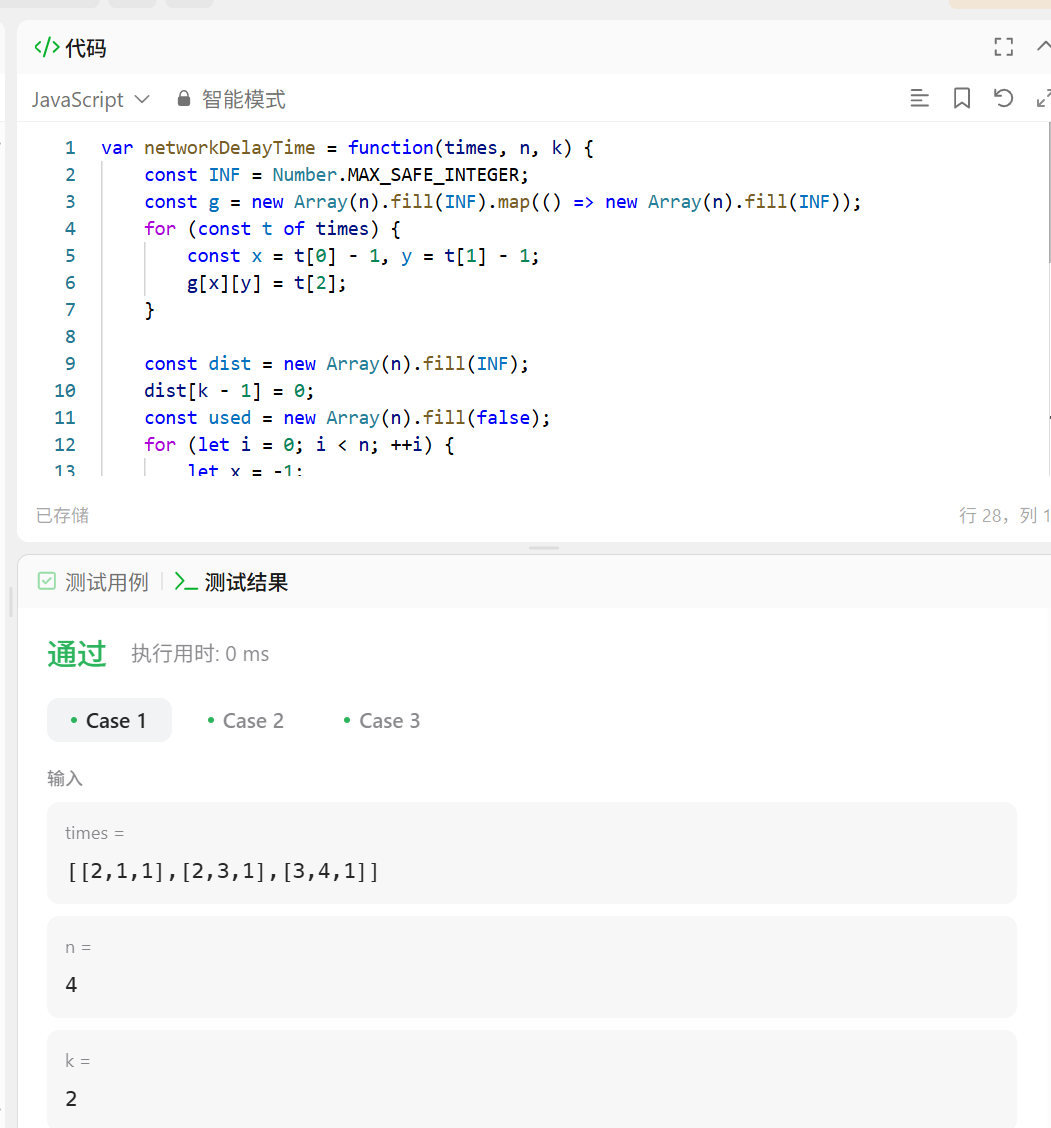 代码
JavaScript 智能模式
1 var networkDelayTime = function(times, n, k) {
2 const INF = Number.MAX_SAFE_INTEGER;
3 const g = new Array(n).fill(INF).map(() => new Array(n).fill(INF));
4 for (const t of times) {
5 const x = t[0] - 1, y = t[1] - 1;
6 g[x][y] = t[2];
7 }
8
9 const dist = new Array(n).fill(INF);
10 dist[k - 1] = 0;
11 const used = new Array(n).fill(false);
12 for (let i = 0; i < n; ++i) {
13 let x = -1;
已存储 行 28，列 1
测试用例 测试结果
通过 执行用时: 0 ms
Case 1 Case 2 Case 3
输入
times =
[[2,1,1],[2,3,1],[3,4,1]]
n =
4
k =
2